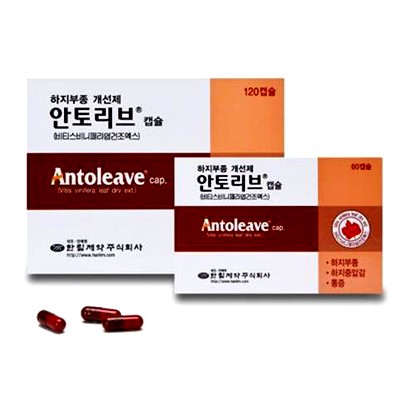 120캡슐
하지부종 개선제
안토리브® 캡슐
(비티스비니페라엽건조엑스)
Antoleave® cap.
(Vitis vinifera leaf dry ext.)
한림제약주식회사
http://www.hanlim.com
하지부종 개선제
60캡슐
안토리브® 캡슐
(비티스비니페라엽건조엑스)
Antoleave® cap.
(Vitis vinifera leaf dry ext.)
한림제약주식회사
http://www.hanlim.com
• 하지부종
• 하지중압감
• 통증